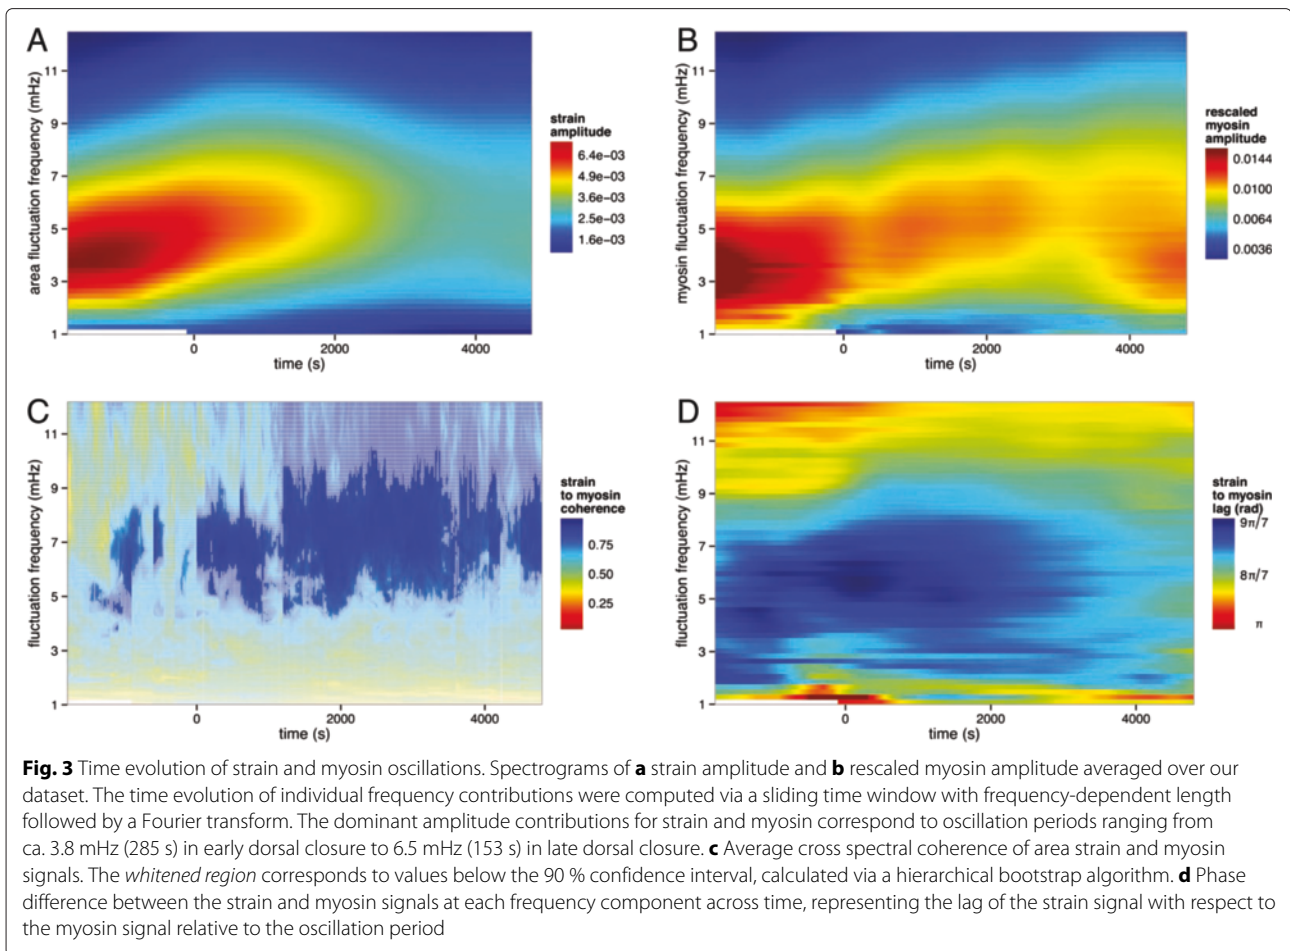 A
area fluctuation frequency (mHz)
11
9
7
5
3
1
0
2000
4000
time (s)
strain
amplitude
6.4e−03
4.9e−03
3.6e−03
2.5e−03
1.6e−03
B
myosin fluctuation frequency (mHz)
11
9
7
5
3
1
0
2000
4000
time (s)
rescaled
myosin
amplitude
0.0144
0.0100
0.0064
0.0036
C
fluctuation frequency (mHz)
11
9
7
5
3
1
0
2000
4000
time (s)
strain
to myosin
coherence
0.75
0.50
0.25
D
fluctuation frequency (mHz)
11
9
7
5
3
1
0
2000
4000
time (s)
strain
to myosin
lag (rad)
9π/7
8π/7
π
Fig. 3 Time evolution of strain and myosin oscillations. Spectrograms of a strain amplitude and b rescaled myosin amplitude averaged over our
dataset. The time evolution of individual frequency contributions were computed via a sliding time window with frequency-dependent length
followed by a Fourier transform. The dominant amplitude contributions for strain and myosin correspond to oscillation periods ranging from
ca. 3.8 mHz (285 s) in early dorsal closure to 6.5 mHz (153 s) in late dorsal closure. c Average cross spectral coherence of area strain and myosin
signals. The whitened region corresponds to values below the 90 % confidence interval, calculated via a hierarchical bootstrap algorithm. d Phase
difference between the strain and myosin signals at each frequency component across time, representing the lag of the strain signal with respect to
the myosin signal relative to the oscillation period